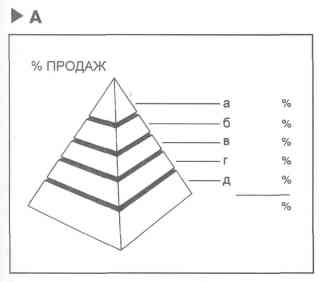 ▶ А
% ПРОДАЖ
а %
б %
в %
г %
д %
%